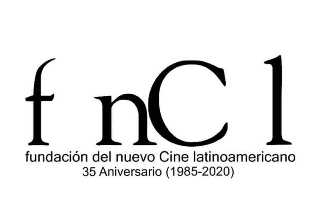 f nCl
fundación del nuevo Cine latinoamericano
35 Aniversario (1985-2020)